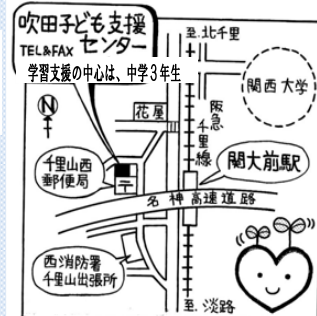 吹田子ども支援
センター
TEL&FAX
学習支援の中心は、中学3年生
至.北千里
関西大学
N
花屋
阪急
千里線
千里山西
郵便局
〒
関大前駅
名神高速道路
西消防署
千里山出張所
至.淡路